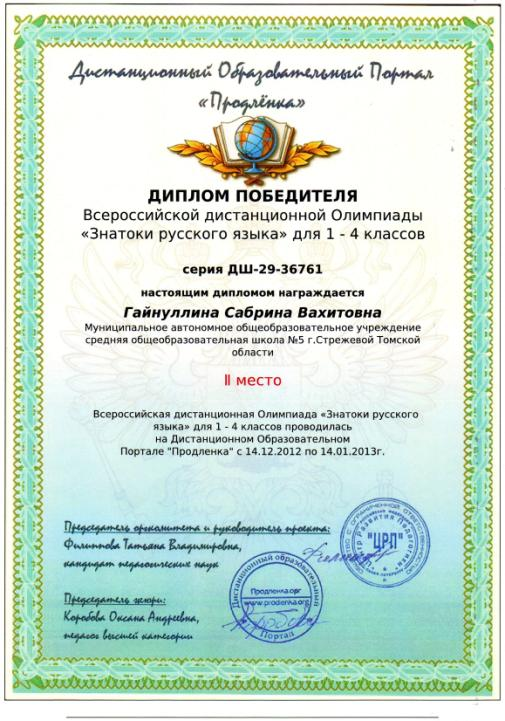 Дистанционный Образовательный Портал
«Продлёнка»
ДИПЛОМ ПОБЕДИТЕЛЯ
Всероссийской дистанционной Олимпиады
«Знатоки русского языка» для 1 - 4 классов
серия ДШ-29-36761
настоящим дипломом награждается
Гайнуллина Сабрина Вахитовна
Муниципальное автономное общеобразовательное учреждение
средняя общеобразовательная школа №5 г.Стрежевой Томской
области
II место
Всероссийская дистанционная Олимпиада «Знатоки русского
языка» для 1 - 4 классов проводилась
на Дистанционном Образовательном
Портале "Продленка" с 14.12.2012 по 14.01.2013г.
Председатель оргкомитета и руководитель проекта:
Филиппова Татьяна Владимировна,
кандидат педагогических наук
Председатель жюри:
Коробова Оксана Андреевна,
педагог высшей категории
"ЦРП"
Центр Развития Педагогики
Дистанционный образовательный
Продленка.орг
www.prodlenka.org
Портал